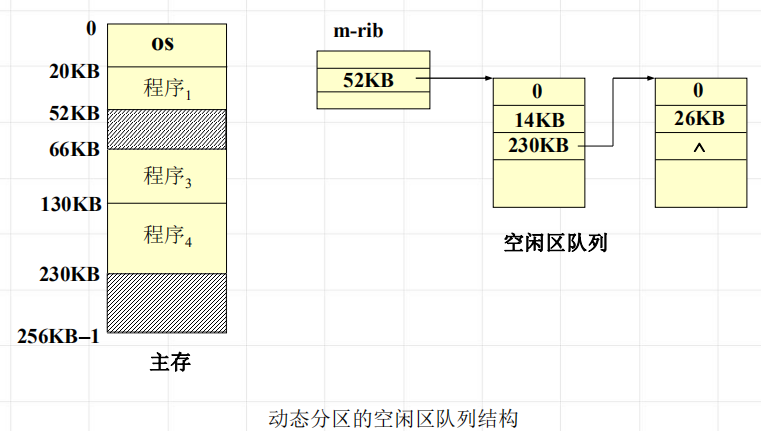 0
os
20KB
程序1
52KB
66KB
程序3
130KB
程序4
230KB
256KB−1
主存
m-rib
52KB
0
14KB
230KB
0
26KB
^
空闲区队列
动态分区的空闲区队列结构